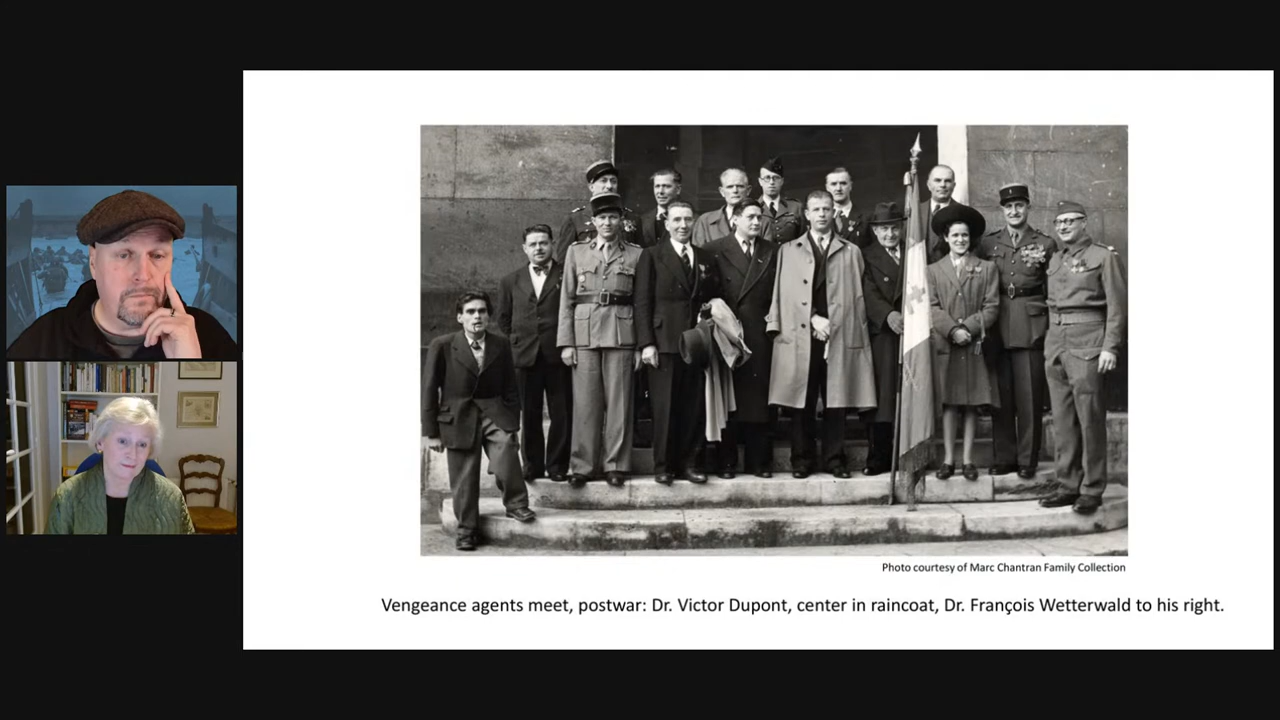 Photo courtesy of Marc Chantran Family Collection
Vengeance agents meet, postwar: Dr. Victor Dupont, center in raincoat, Dr. François Wetterwald to his right.